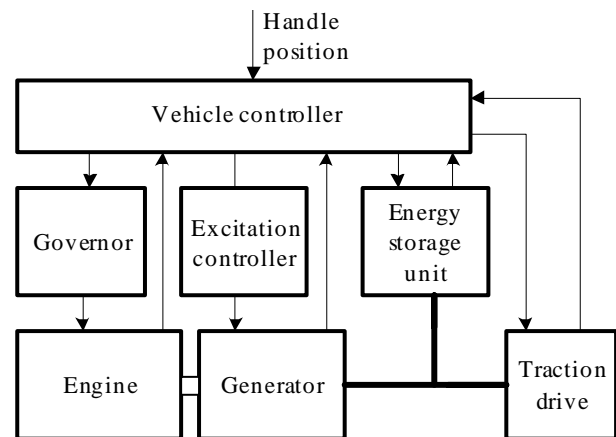 Handle
position
Vehicle controller
Governor
Excitation
controller
Energy
storage
unit
Engine
Generator
Traction
drive